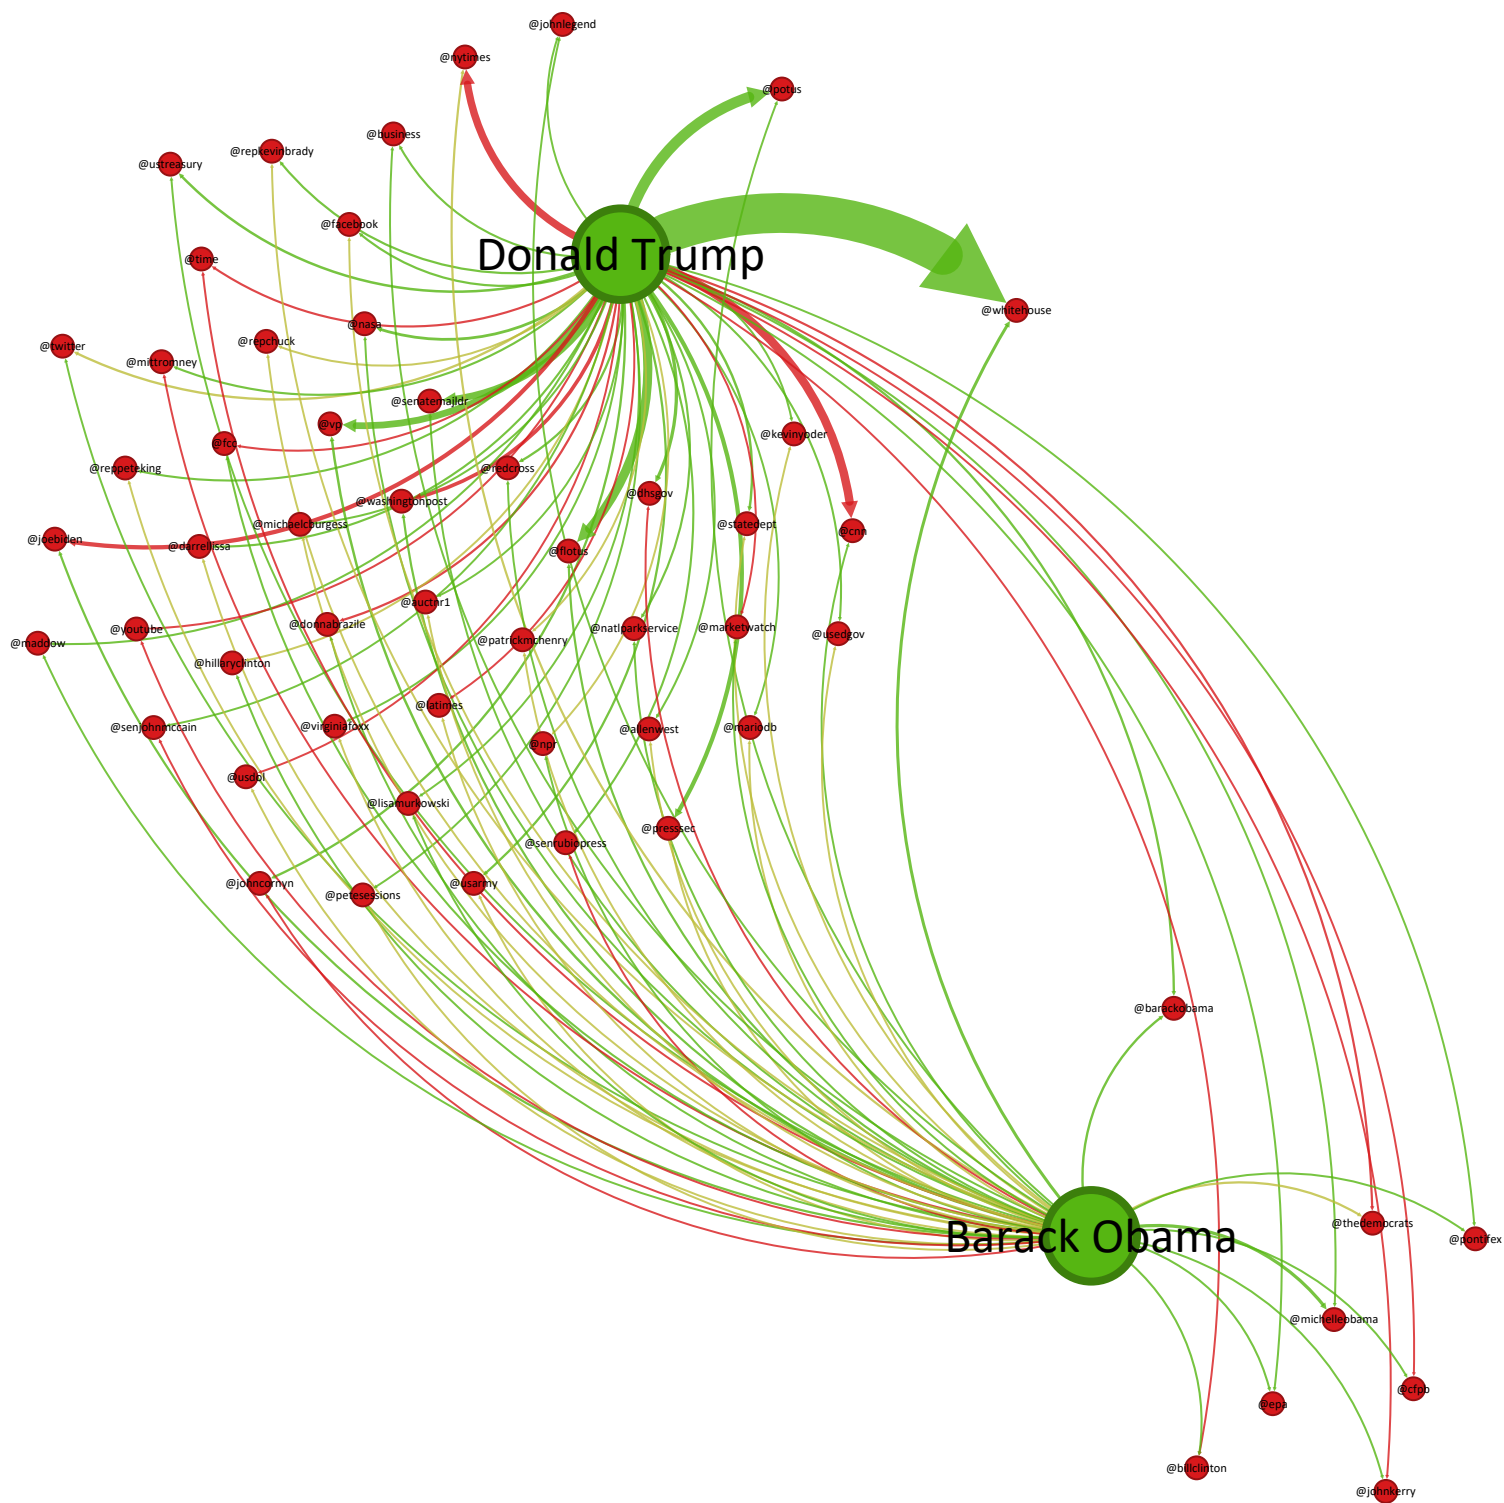 @johnlegend
@nytimes
@potus
@business
@repkevinbrady
@ustreasury
@facebook
Donald Trump
@time
@whitehouse
@nasa
@repchuck
@twitter
@mittromney
@senatemajldr
@vp
@kevinyoder
@fcc
@reppeteking
@redcross
@dhsgov
@washingtonpost
@michaelcburgess
@statedept
@cnn
@joebiden
@darrellissa
@flotus
@auctnr1
@donnabrazile
@youtube
@natlparkservice
@marketwatch
@usedgov
@maddow
@patrickmchenry
@hillaryclinton
@latimes
@senjohnmccain
@virginiafoxx
@allenwest
@mariodb
@npr
@usdol
@lisamurkowski
@presssec
@senrubiopress
@johncornyn
@petesessions
@usarmy
@barackobama
@thedemocrats
Barack Obama
@pontifex
@michelleobama
@cfpb
@epa
@billclinton
@johnkerry